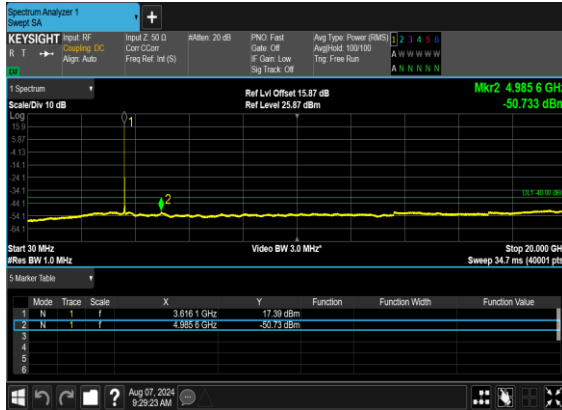 Spectrum Analyzer 1
Swept SA
+
KEYSIGHT Input: RF Input Z: 50 Ω #Atten: 20 dB PNO: Fast Avg Type: Power (RMS) 1 2 3 4 5 6
R T Coupling: DC Corr CCorr Gate: Off Avg|Hold: 100/100 A W W W W W
Align: Auto Freq Ref: Int (S) IF Gain: Low Trig: Free Run
LXI Sig Track: Off A N N N N N
1 Spectrum Ref Lvl Offset 15.87 dB Mkr2 4.985 6 GHz
Scale/Div 10 dB Ref Level 25.87 dBm -50.733 dBm
Log
15.9
5.87
-4.13
-14.1
-24.1
-34.1
-44.1
-54.1
-64.1
1
2
DL1 -40.00 dBm
Start 30 MHz Video BW 3.0 MHz* Stop 20.000 GHz
#Res BW 1.0 MHz Sweep 34.7 ms (40001 pts)
5 Marker Table
Mode Trace Scale X Y Function Function Width Function Value
1 N 1 f 3.616 1 GHz 17.39 dBm
2 N 1 f 4.985 6 GHz -50.73 dBm
3
4
5
6
? Aug 07, 2024
9:29:23 AM